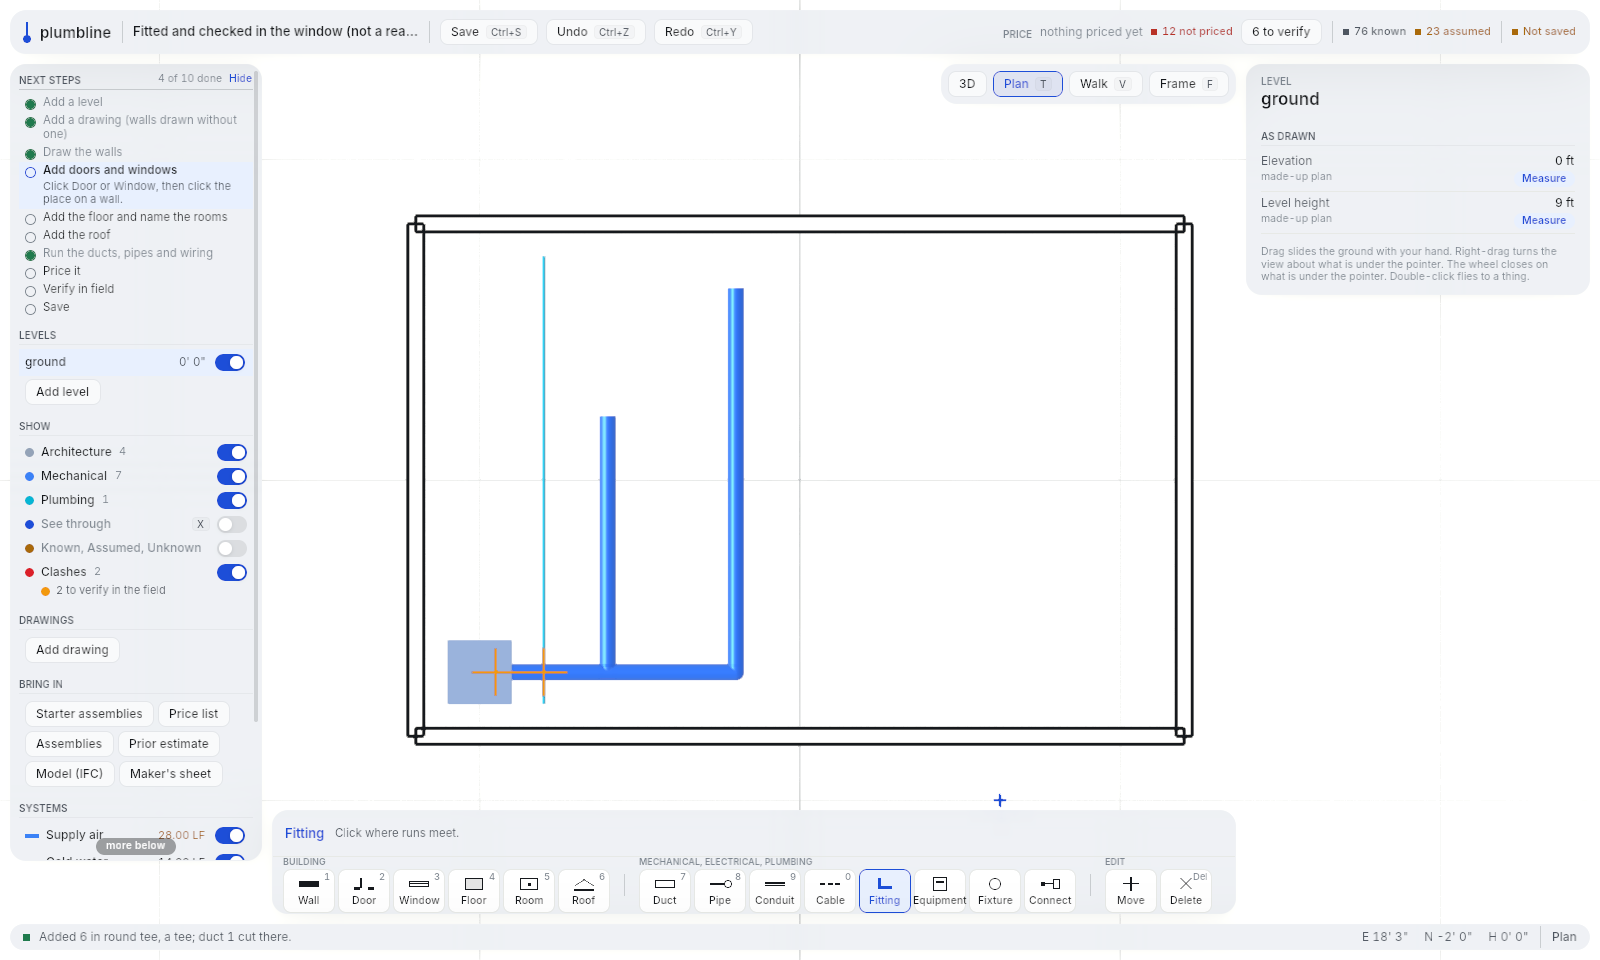 plumbline
Fitted and checked in the window (not a rea...
Save Ctrl+S
Undo Ctrl+Z
Redo Ctrl+Y
PRICE nothing priced yet
12 not priced
6 to verify
76 known
23 assumed
Not saved
NEXT STEPS
4 of 10 done Hide
Add a level
Add a drawing (walls drawn without
one)
Draw the walls
Add doors and windows
Click Door or Window, then click the
place on a wall.
Add the floor and name the rooms
Add the roof
Run the ducts, pipes and wiring
Price it
Verify in field
Save
LEVELS
ground 0' 0"
Add level
SHOW
Architecture 4
Mechanical 7
Plumbing 1
See through X
Known, Assumed, Unknown
Clashes 2
2 to verify in the field
DRAWINGS
Add drawing
BRING IN
Starter assemblies
Price list
Assemblies
Prior estimate
Model (IFC)
Maker's sheet
SYSTEMS
Supply air 28.00 LF
more below
3D
Plan T
Walk V
Frame F
LEVEL
ground
AS DRAWN
Elevation 0 ft
made-up plan Measure
Level height 9 ft
made-up plan Measure
Drag slides the ground with your hand. Right-drag turns the
view about what is under the pointer. The wheel closes on
what is under the pointer. Double-click flies to a thing.
Fitting Click where runs meet.
BUILDING
Wall 1
Door 2
Window 3
Floor 4
Room 5
Roof 6
MECHANICAL, ELECTRICAL, PLUMBING
Duct 7
Pipe 8
Conduit 9
Cable 0
Fitting
Equipment
Fixture
Connect
EDIT
Move
Delete Del
Added 6 in round tee, a tee; duct 1 cut there.
E 18' 3" N -2' 0" H 0' 0" Plan